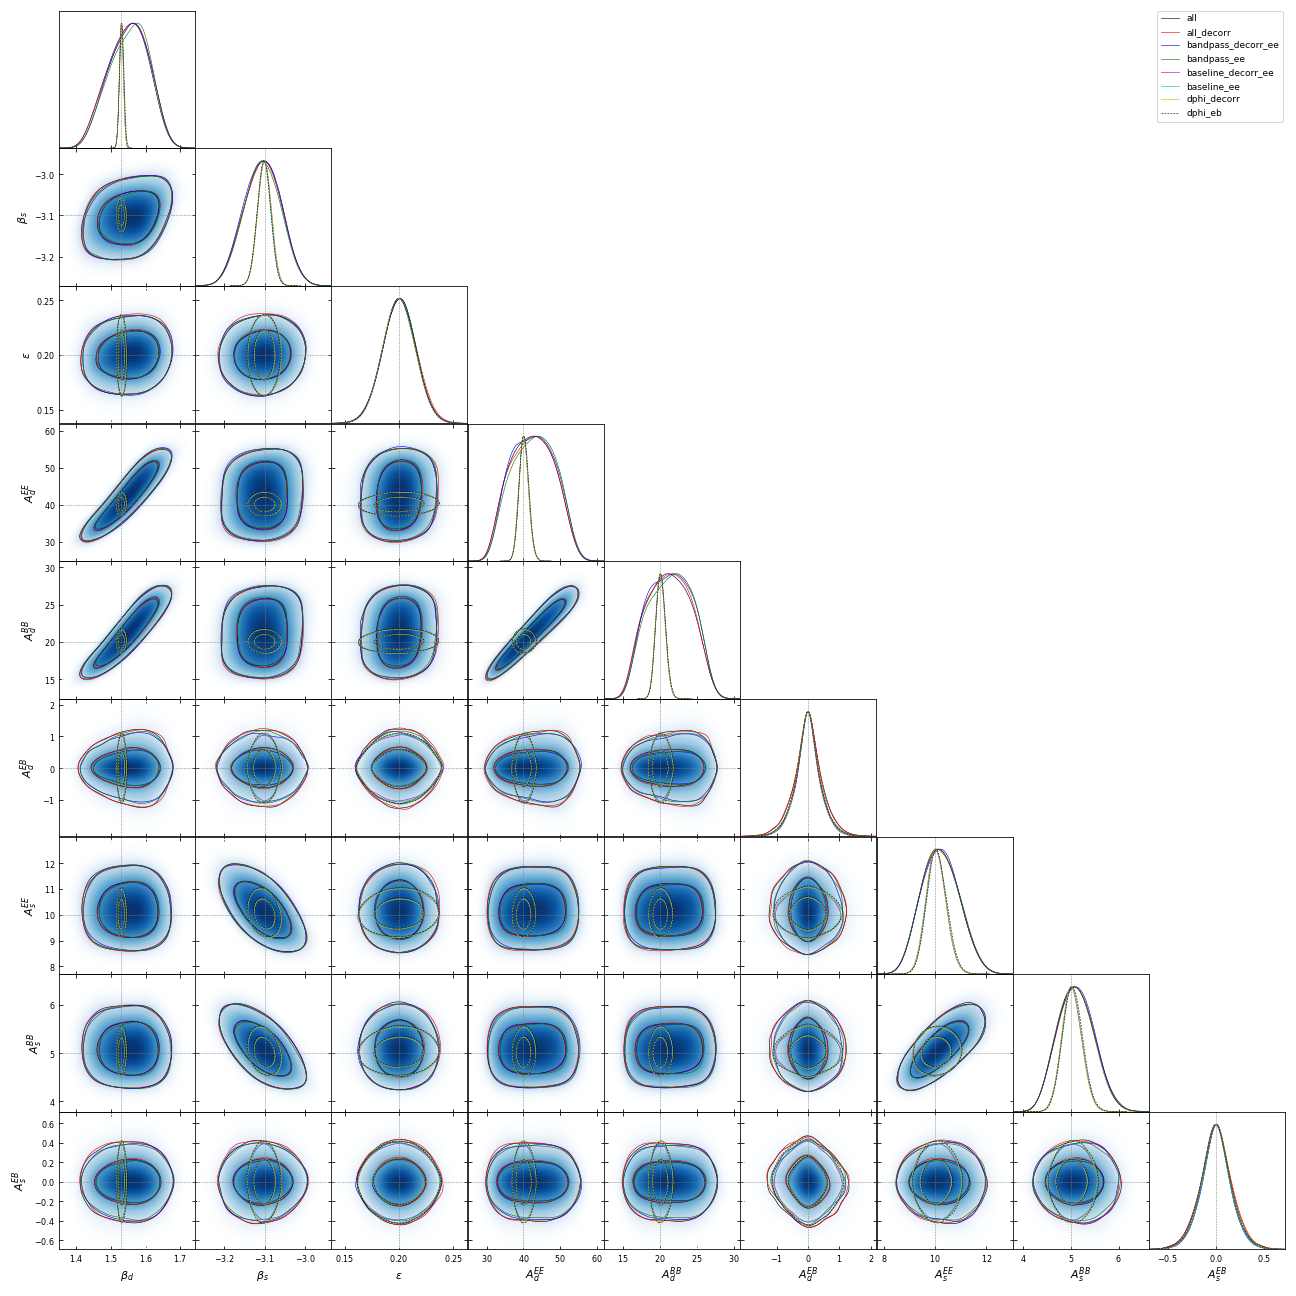 all
all_decorr
bandpass_decorr_ee
bandpass_ee
baseline_decorr_ee
baseline_ee
dphi_decorr
dphi_eb
β_s
−3.0
−3.1
−3.2
ε
0.25
0.20
0.15
A_d^{EE}
60
50
40
30
A_d^{BB}
30
25
20
15
A_d^{EB}
2
1
0
−1
A_s^{EE}
12
11
10
9
8
A_s^{BB}
6
5
4
A_s^{EB}
0.6
0.4
0.2
0.0
−0.2
−0.4
−0.6
1.4 1.5 1.6 1.7 −3.2 −3.1 −3.0 0.15 0.20 0.25 30 40 50 60 15 20 25 30 −1 0 1 2 8 10 12 4 5 6 −0.5 0.0 0.5
β_d β_s ε A_d^{EE} A_d^{BB} A_d^{EB} A_s^{EE} A_s^{BB} A_s^{EB}